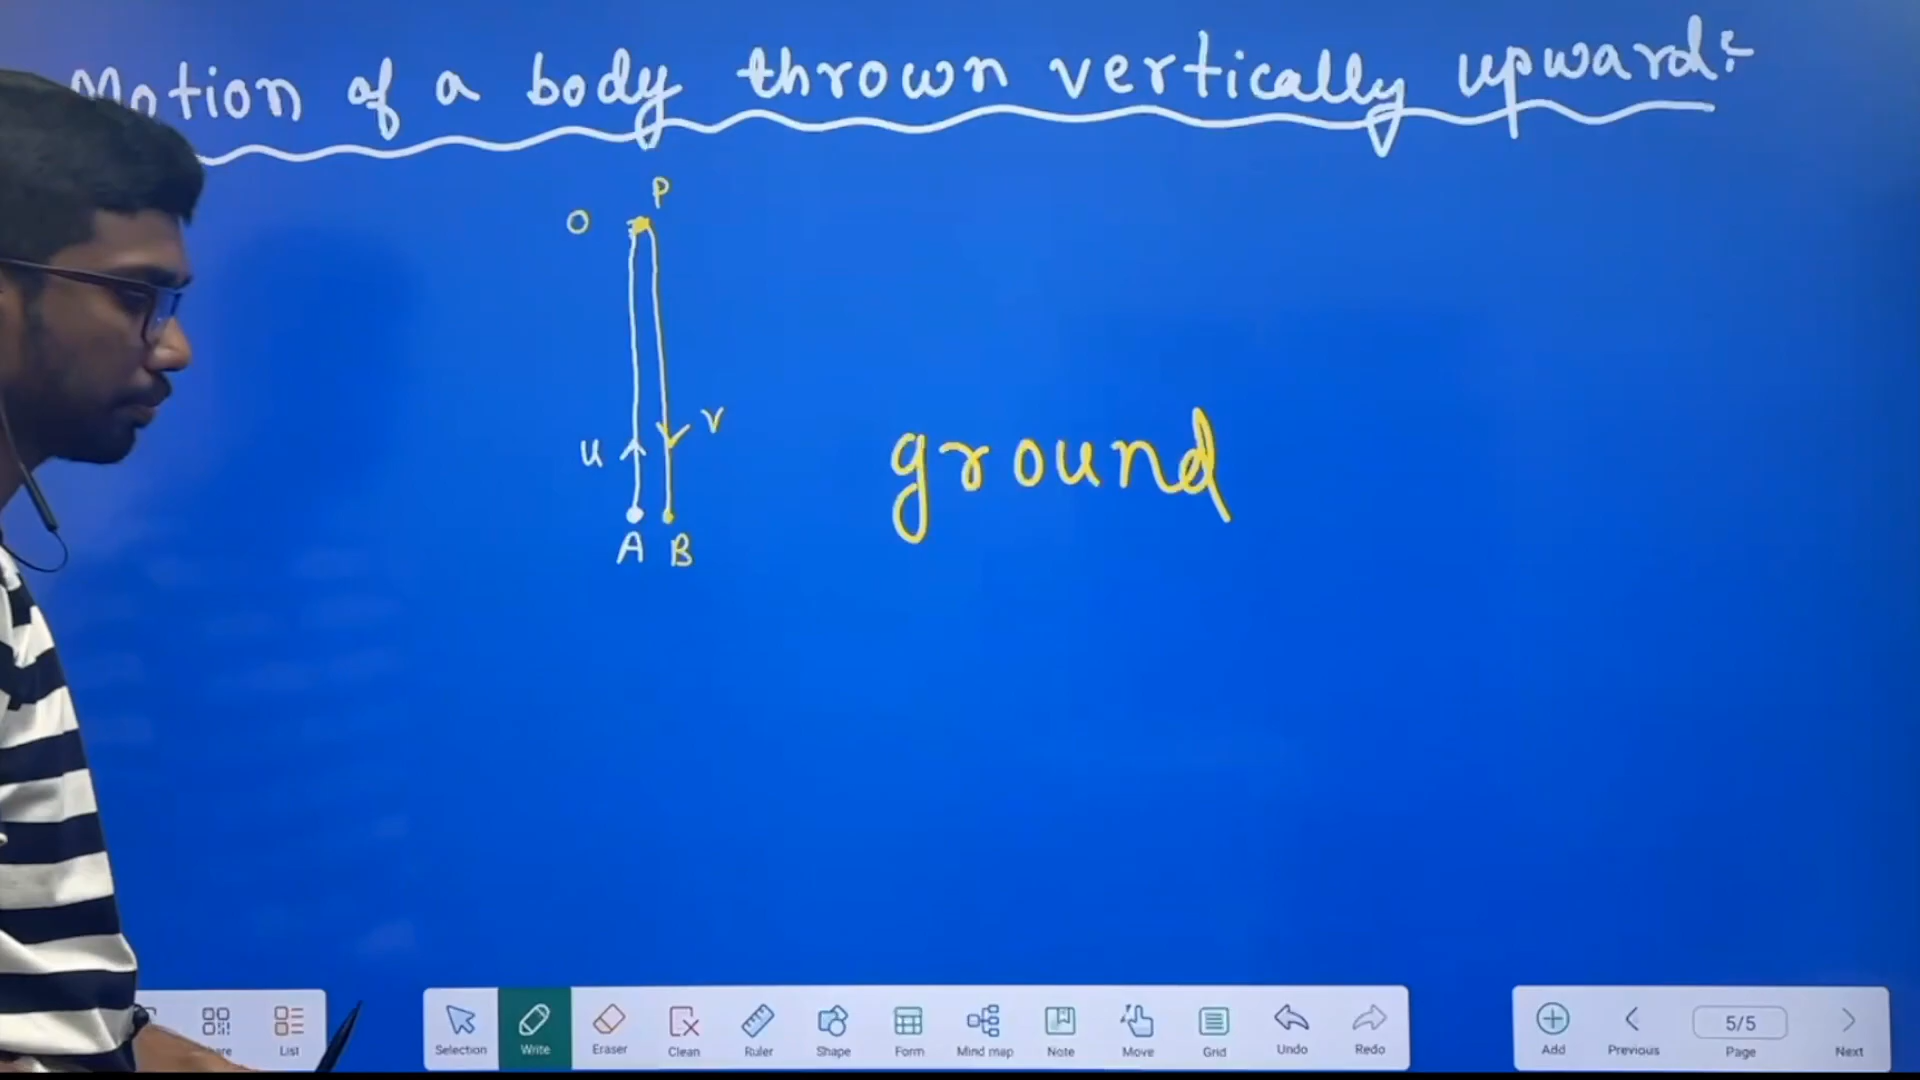 Motion of a body thrown vertically upward:
P
O
v
u
ground
A B
List
Selection Write Eraser Clean Ruler Shape Form Mind map Note Move Grid Undo Redo
Add Previous 5/5 Page Next